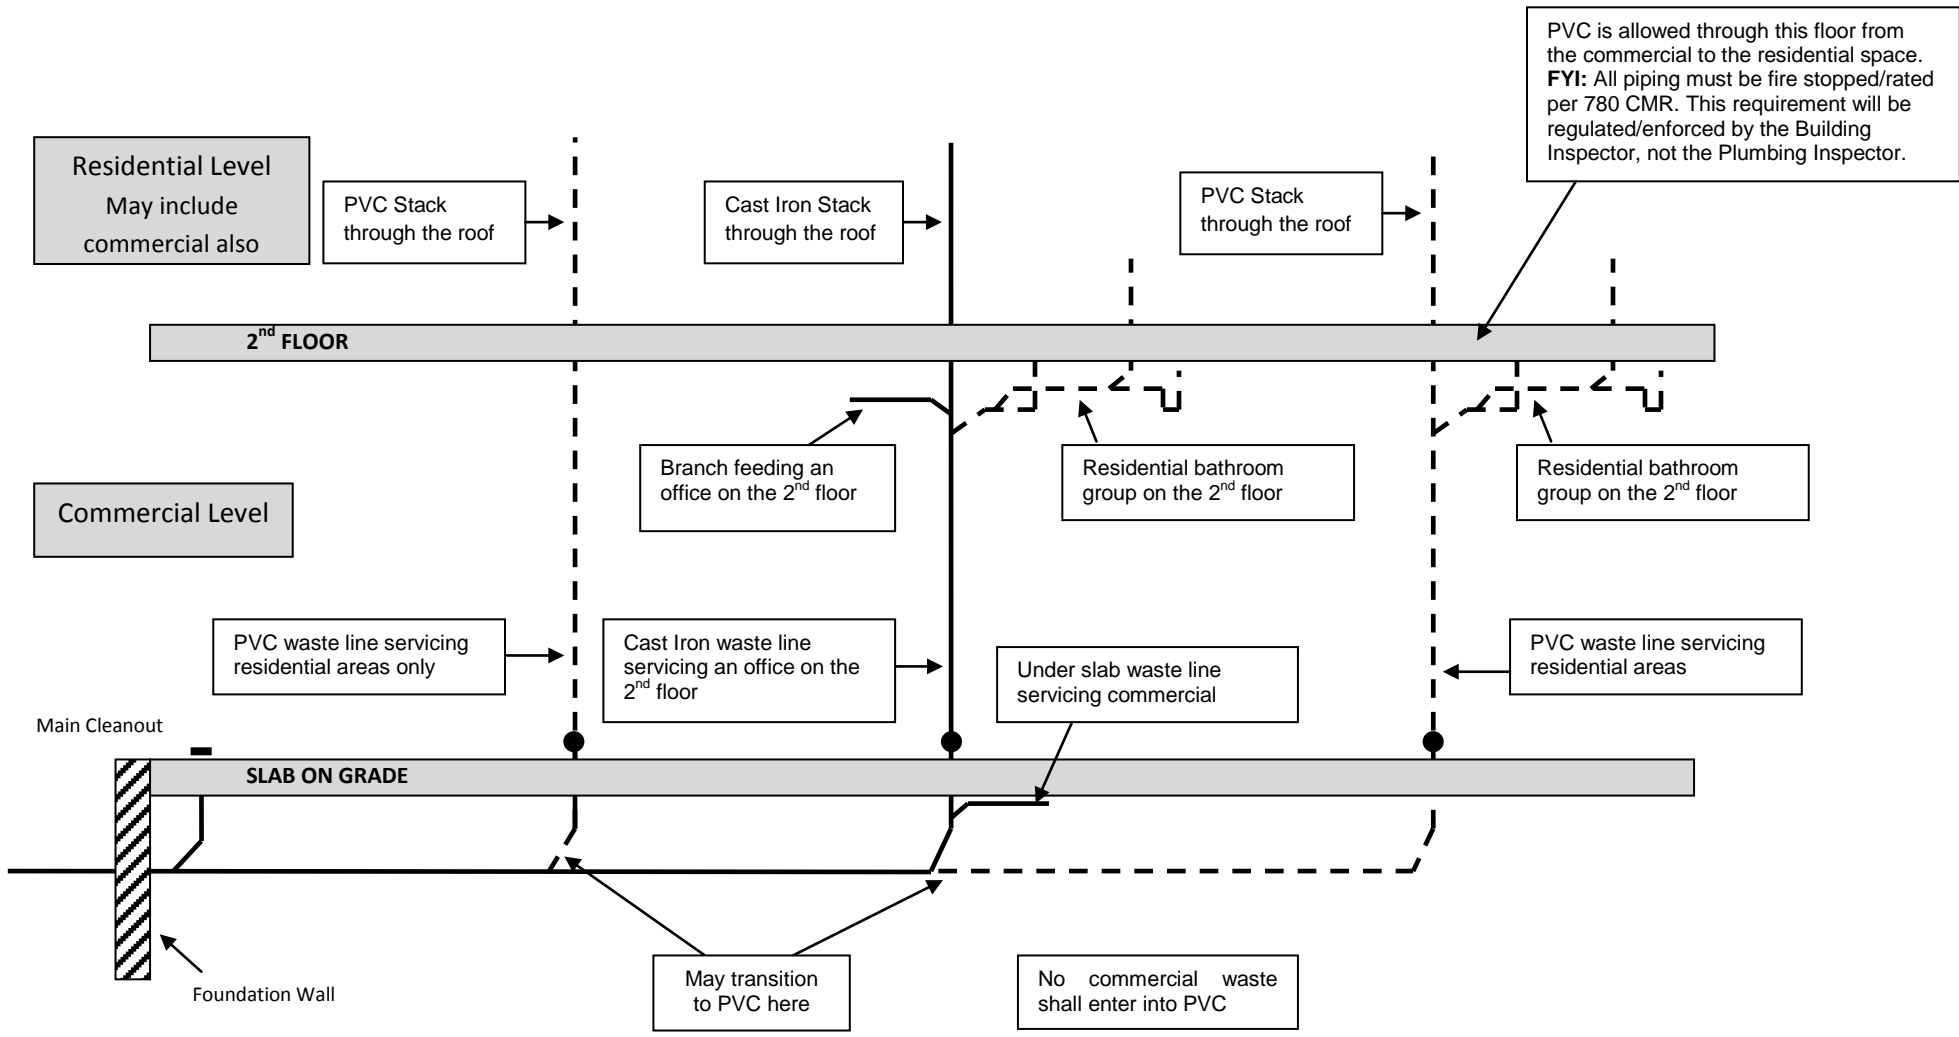 PVC is allowed through this floor from
the commercial to the residential space.
FYI: All piping must be fire stopped/rated
per 780 CMR. This requirement will be
regulated/enforced by the Building
Inspector, not the Plumbing Inspector.
Residential Level
May include
commercial also
PVC Stack
through the roof
Cast Iron Stack
through the roof
PVC Stack
through the roof
2nd FLOOR
Branch feeding an
office on the 2nd floor
Residential bathroom
group on the 2nd floor
Residential bathroom
group on the 2nd floor
Commercial Level
PVC waste line servicing
residential areas only
Cast Iron waste line
servicing an office on the
2nd floor
Under slab waste line
servicing commercial
PVC waste line servicing
residential areas
Main Cleanout
SLAB ON GRADE
Foundation Wall
May transition
to PVC here
No commercial waste
shall enter into PVC